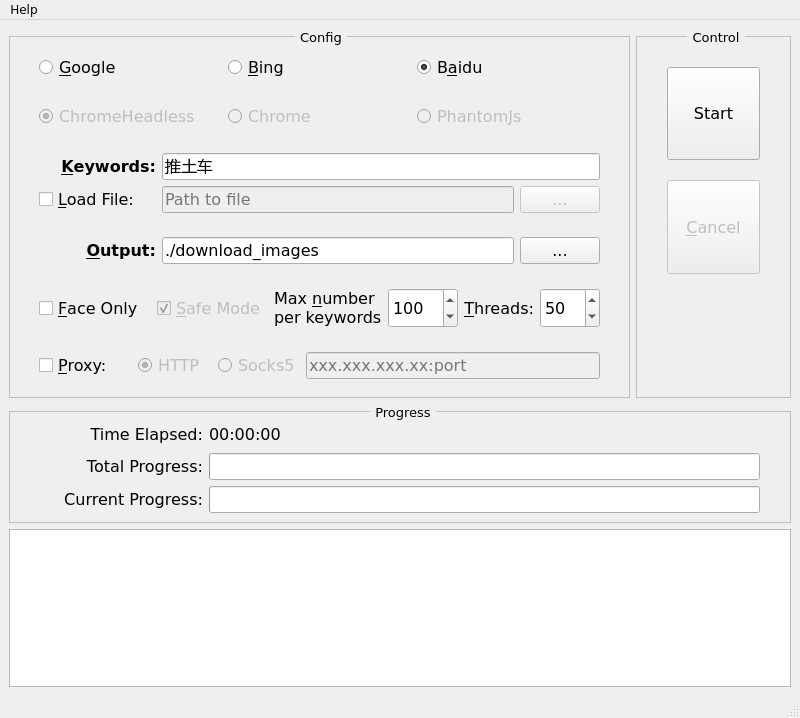 Help
Config
Control
Google Bing Baidu
ChromeHeadless Chrome PhantomJs
Start
Keywords: 推土车
Load File: Path to file ...
Cancel
Output: ./download_images ...
Face Only Safe Mode Max number per keywords 100 Threads: 50
Proxy: HTTP Socks5 xxx.xxx.xxx.xx:port
Progress
Time Elapsed: 00:00:00
Total Progress:
Current Progress: